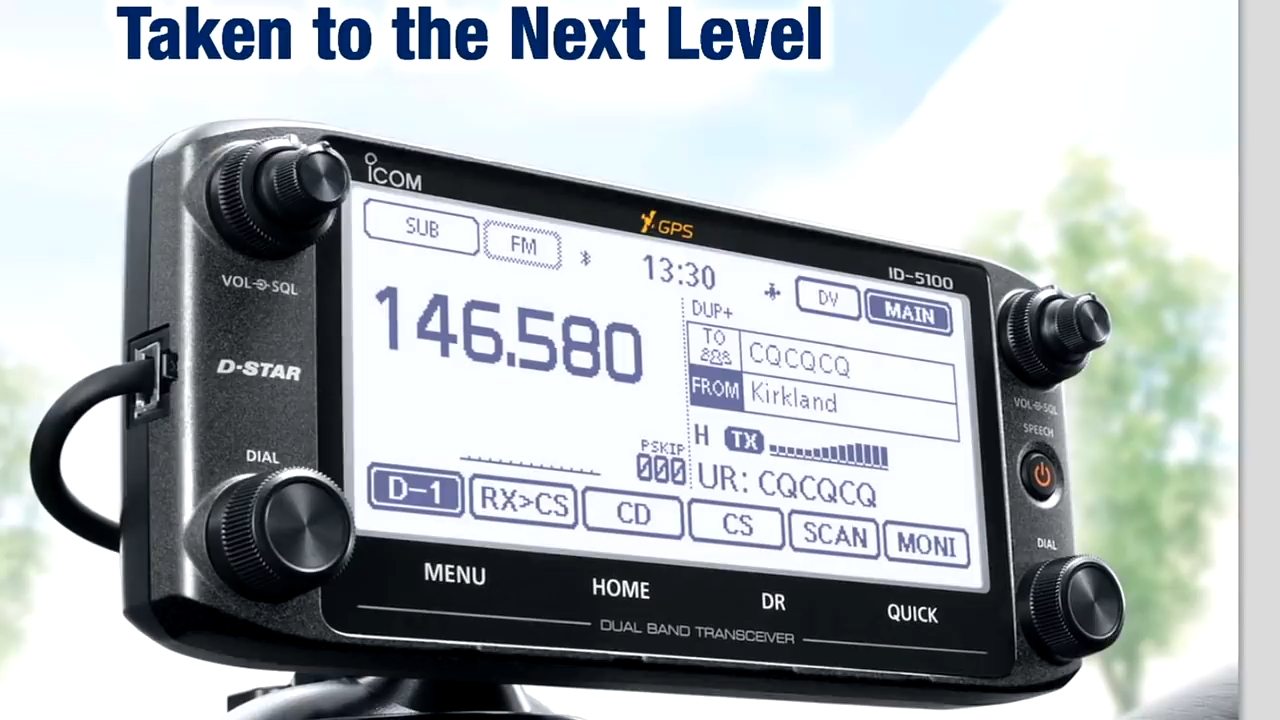 Taken to the Next Level
iCOM
GPS
ID-5100
SUB
FM
13:30
DV
MAIN
146.580
DUP+
TO
CQCQCQ
FROM
Kirkland
H TX
PSKIP
000
UR: CQCQCQ
D-1
RX>CS
CD
CS
SCAN
MONI
VOL SQL
D-STAR
DIAL
VOL SQL
SPEECH
DIAL
MENU
HOME
DR
QUICK
DUAL BAND TRANSCEIVER